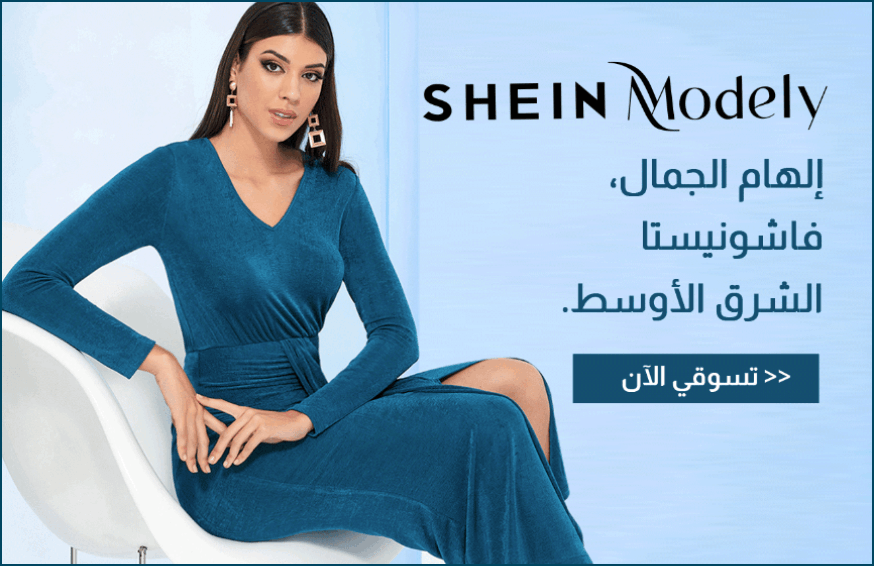 SHEIN Modely
إلهام الجمال،
فاشونيستا
الشرق الأوسط.
تسوقي الآن >>